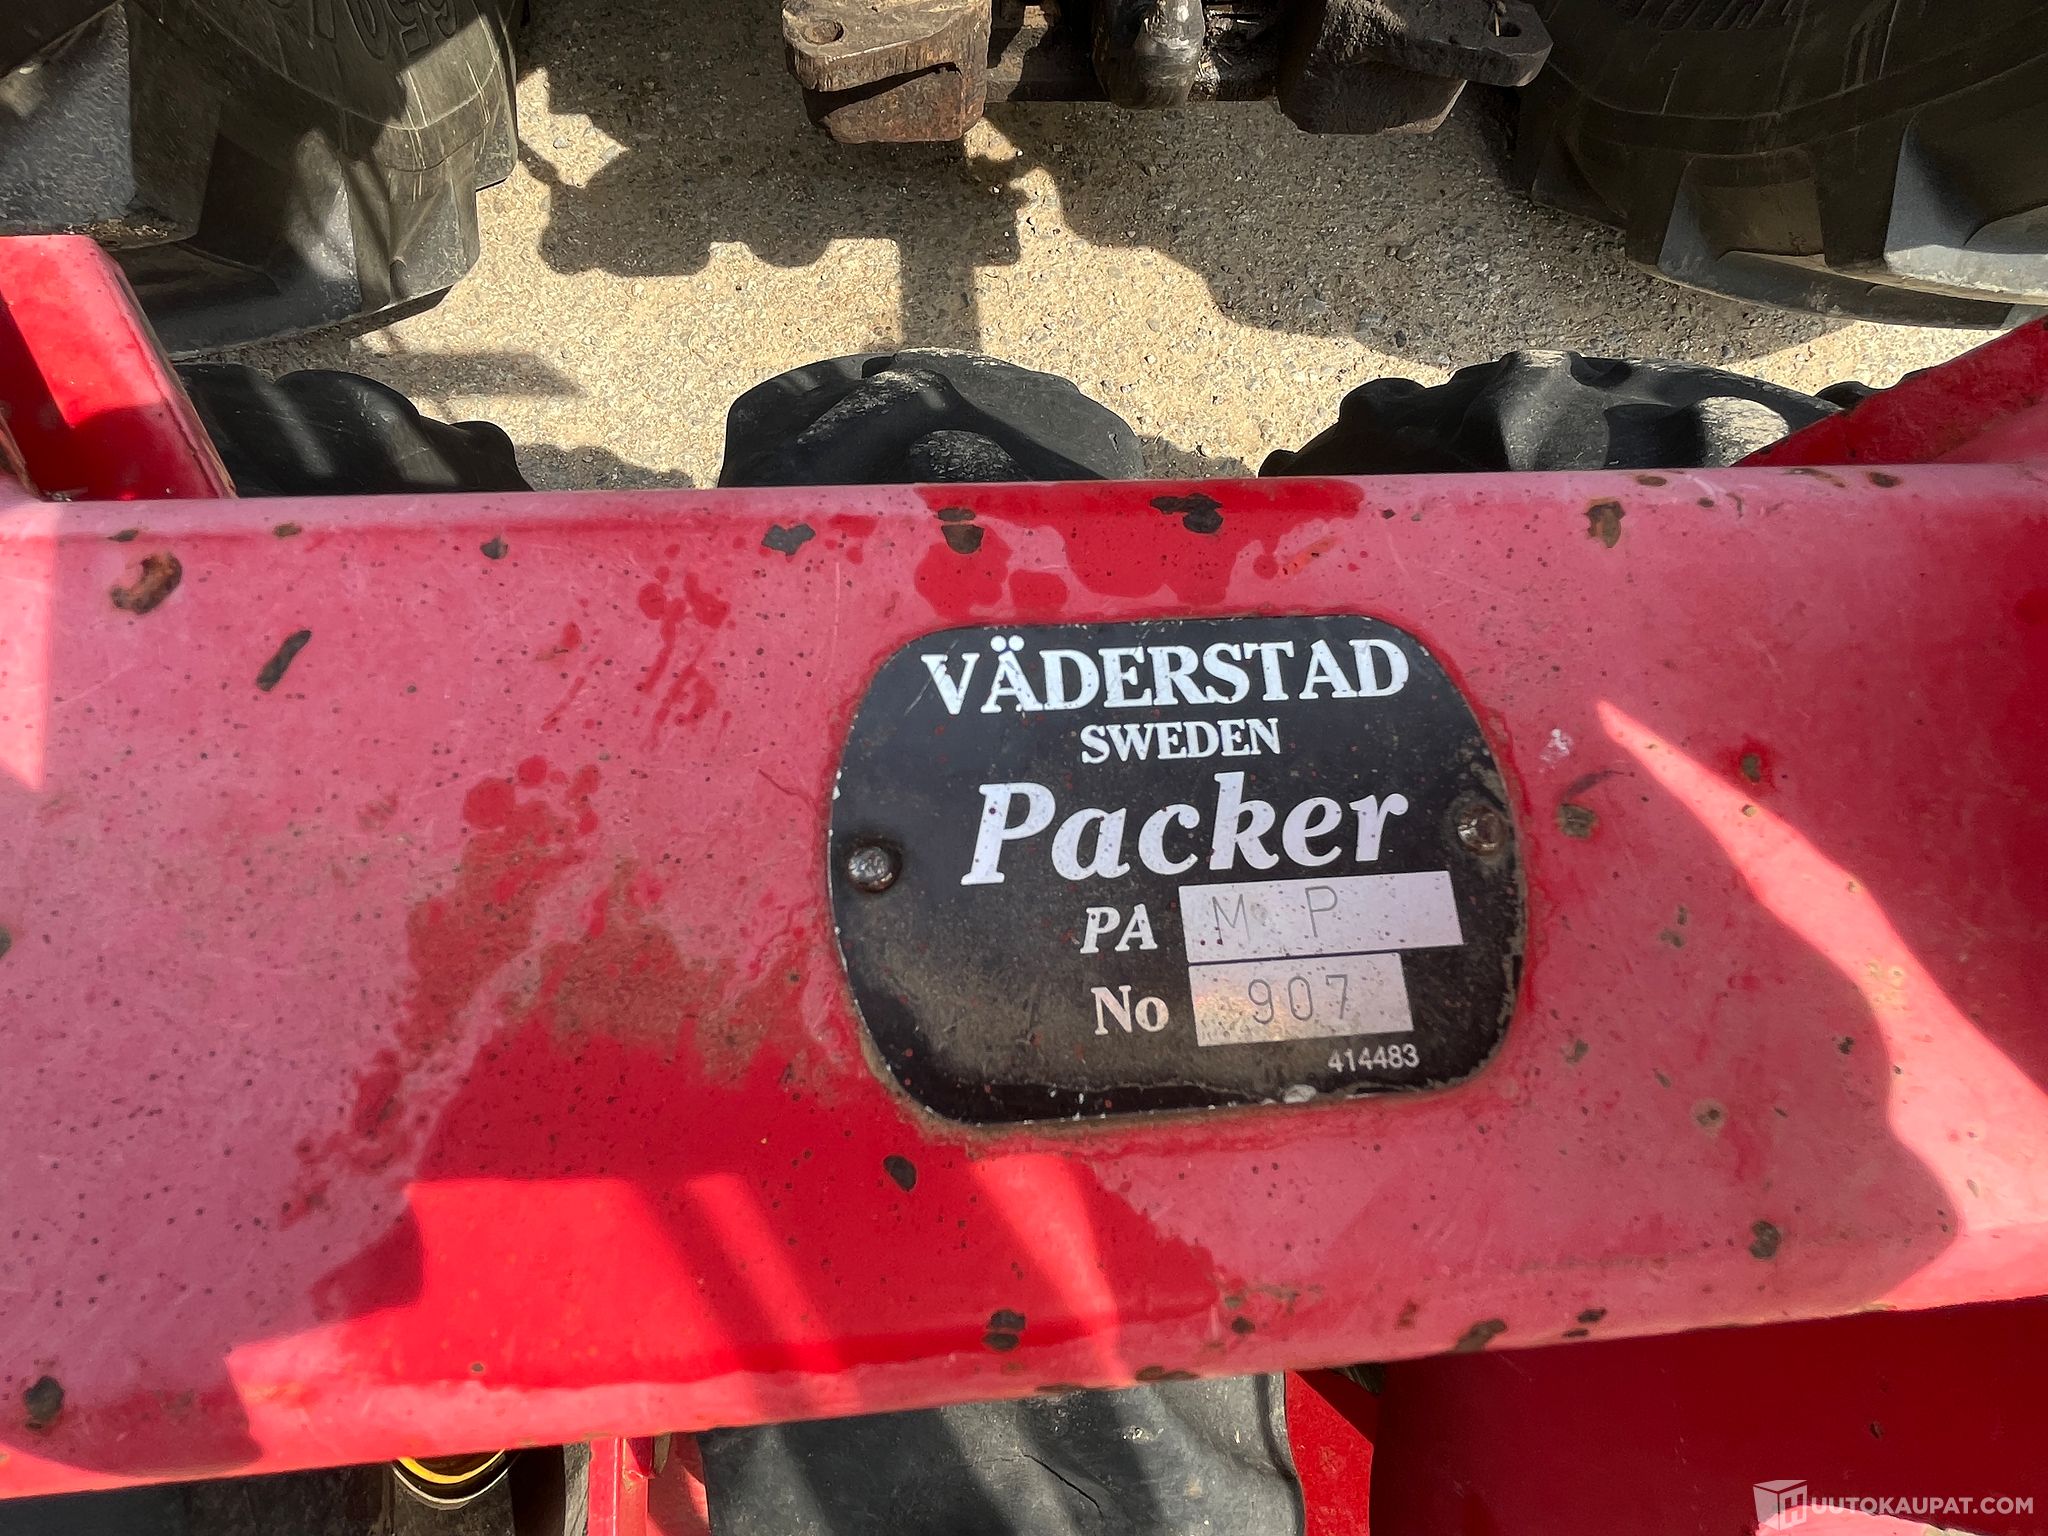 VÄDERSTAD
SWEDEN
Packer
PA M P
No 907
414483
HUUTOKAUPAT.COM